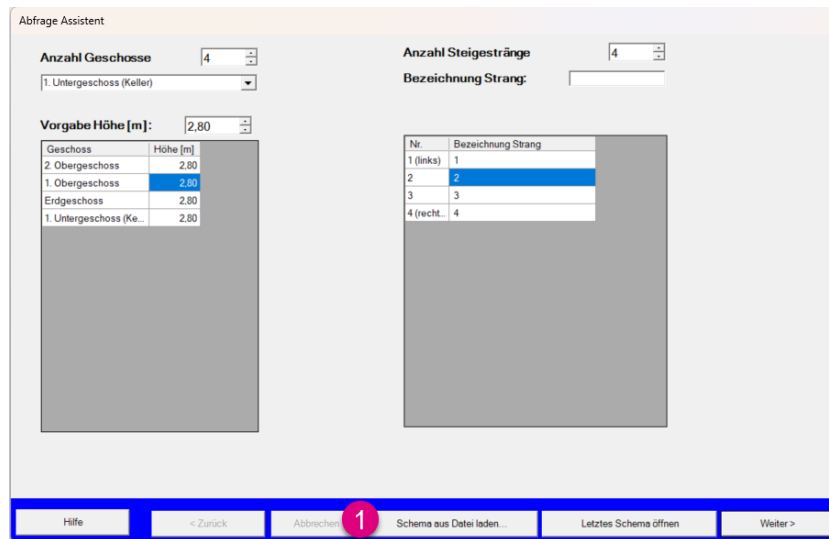 Abfrage Assistent
Anzahl Geschosse 4
1. Untergeschoss (Keller)
Vorgabe Höhe [m]: 2,80
Geschoss Höhe [m]
2. Obergeschoss 2,80
1. Obergeschoss 2,80
Erdgeschoss 2,80
1. Untergeschoss (Ke... 2,80
Anzahl Steigestränge 4
Bezeichnung Strang:
Nr. Bezeichnung Strang
1 (links) 1
2 2
3 3
4 (recht... 4
Hilfe
< Zurück
Abbrechen
1
Schema aus Datei laden...
Letztes Schema öffnen
Weiter >